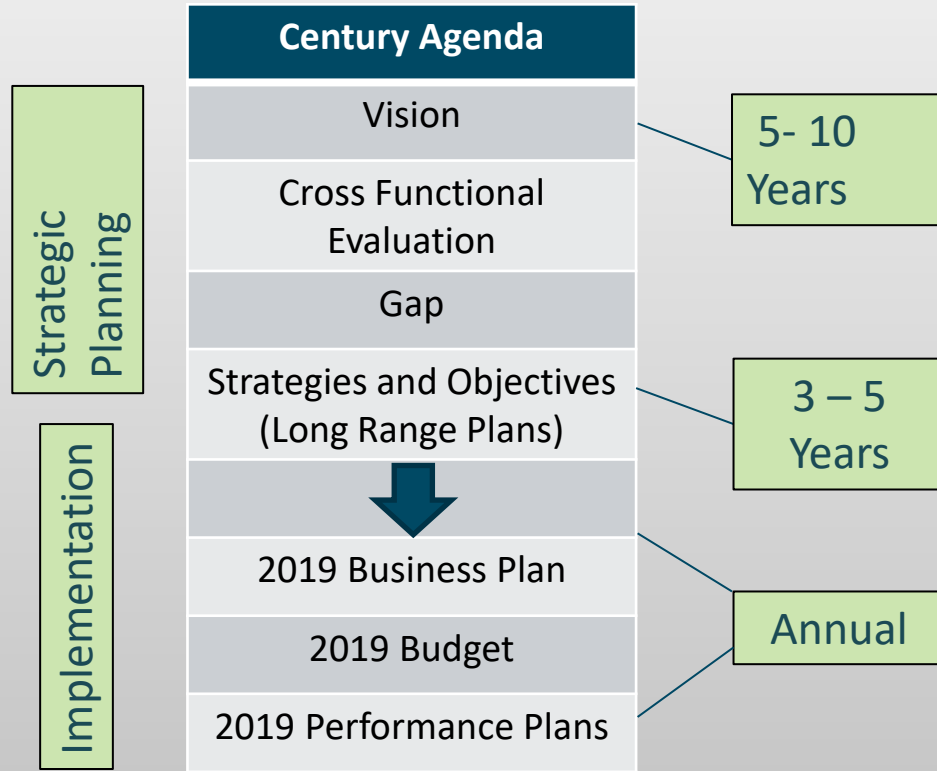 Century Agenda
Strategic
Planning
Vision
5- 10
Years
Cross Functional
Evaluation
Gap
Strategies and Objectives
(Long Range Plans)
3 – 5
Years
Implementation
2019 Business Plan
2019 Budget
Annual
2019 Performance Plans